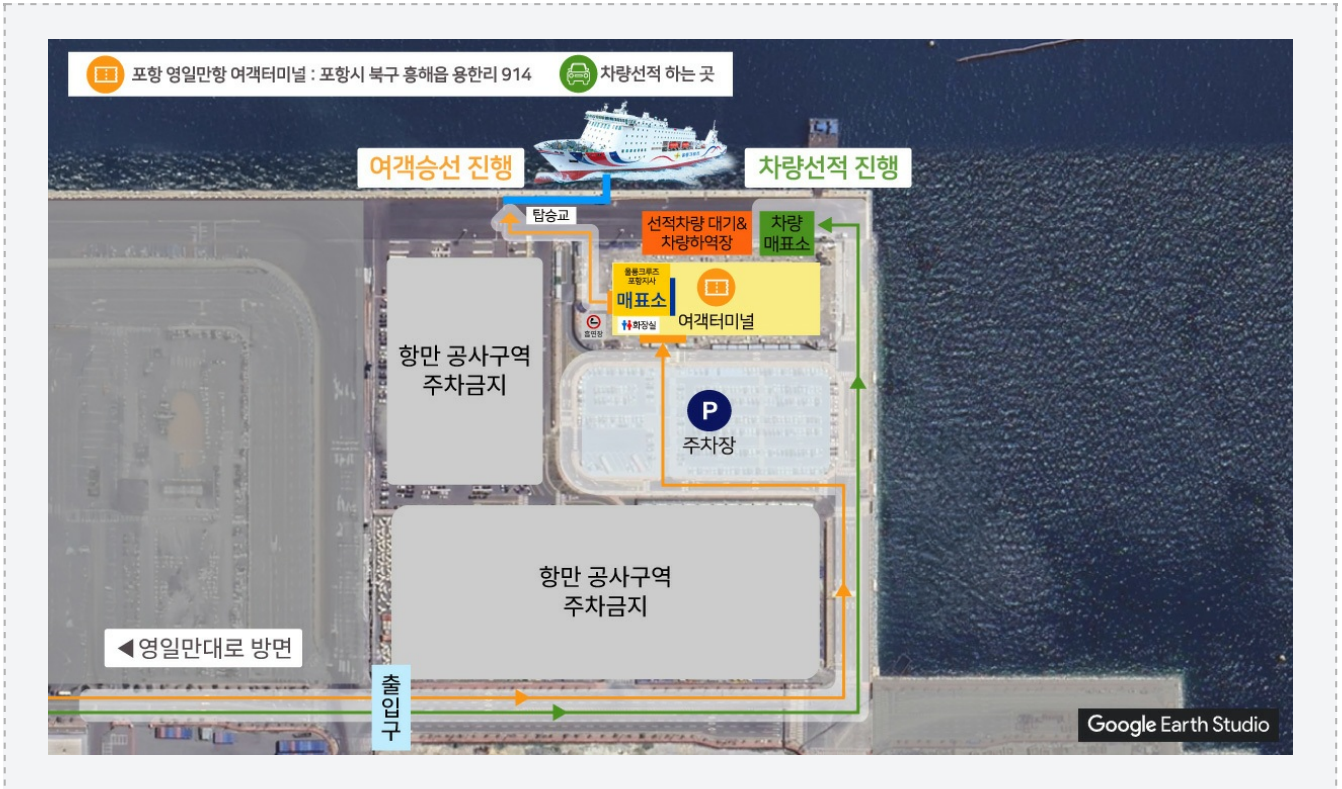 포항 영일만항 여객터미널 : 포항시 북구 흥해읍 용한리 914
차량선적 하는 곳
여객승선 진행
차량선적 진행
탑승교
선적차량 대기&
차량하역장
차량
매표소
울릉크루즈
포항지사
매표소
화장실
여객터미널
흡연장
항만 공사구역
주차금지
P
주차장
항만 공사구역
주차금지
◀영일만대로 방면
출입구
Google Earth Studio